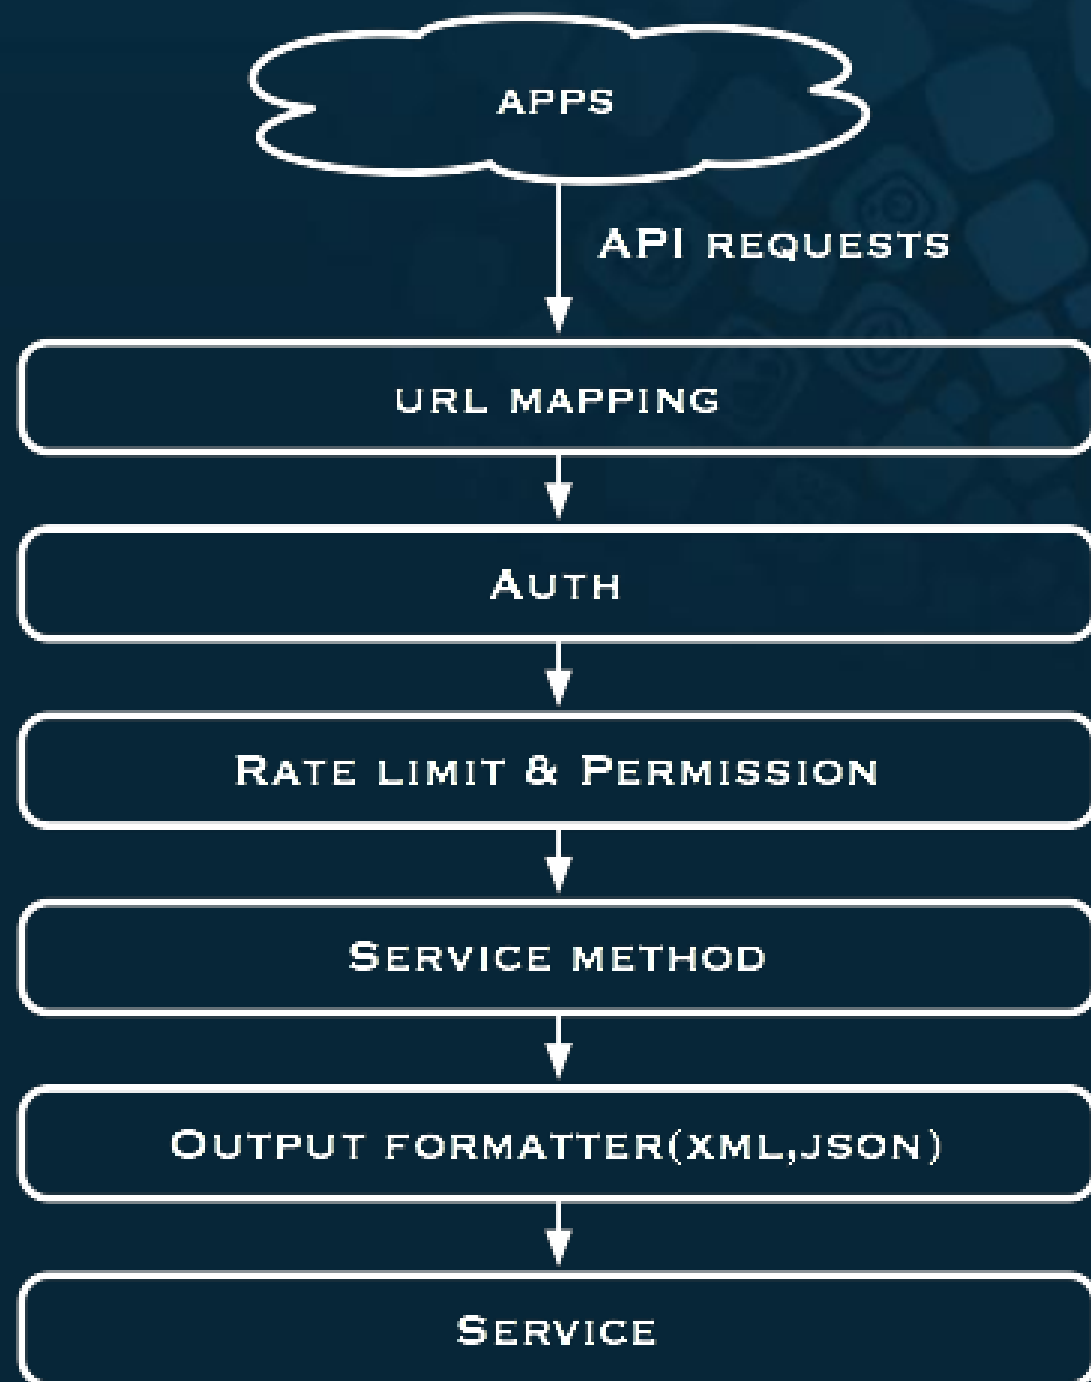 APPS
API REQUESTS
URL MAPPING
AUTH
RATE LIMIT & PERMISSION
SERVICE METHOD
OUTPUT FORMATTER(XML,JSON)
SERVICE